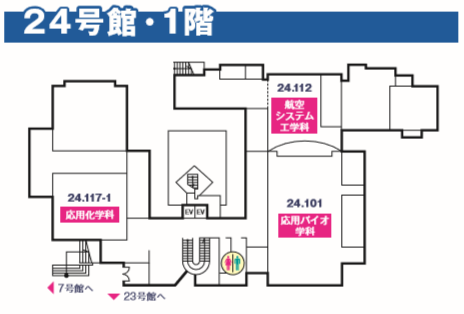 24号館・1階
24.112
航空
システム
工学科
24.117-1
応用化学科
24.101
応用バイオ
学科
EV EV
7号館へ
23号館へ